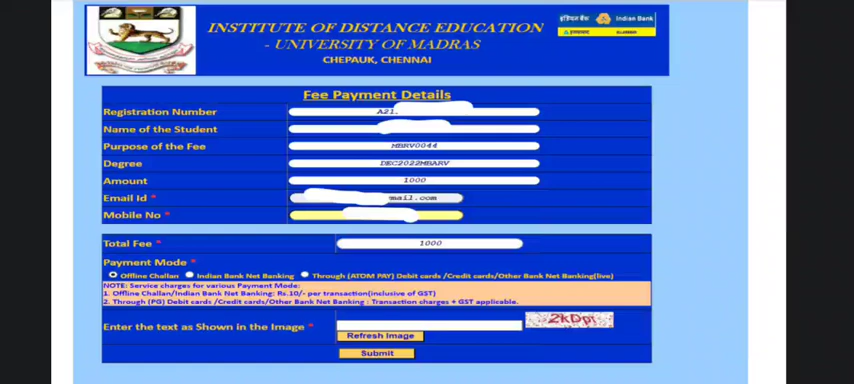 INSTITUTE OF DISTANCE EDUCATION
- UNIVERSITY OF MADRAS
CHEPAUK, CHENNAI
इंडियन बैंक Indian Bank
इलाहाबाद ALLAHABAD
Fee Payment Details
Registration Number A21.
Name of the Student
Purpose of the Fee MBRV0044
Degree DEC2022MBARV
Amount 1000
Email Id * mail.com
Mobile No *
Total Fee * 1000
Payment Mode *
Offline Challan Indian Bank Net Banking Through (ATOM PAY) Debit cards /Credit cards/Other Bank Net Banking(live)
NOTE: Service charges for various Payment Mode:
1. Offline Challan/Indian Bank Net Banking: Rs.10/- per transaction(inclusive of GST)
2. Through (PG) Debit cards /Credit cards/Other Bank Net Banking : Transaction charges + GST applicable.
Enter the text as Shown in the Image * 2kDpt
Refresh Image
Submit